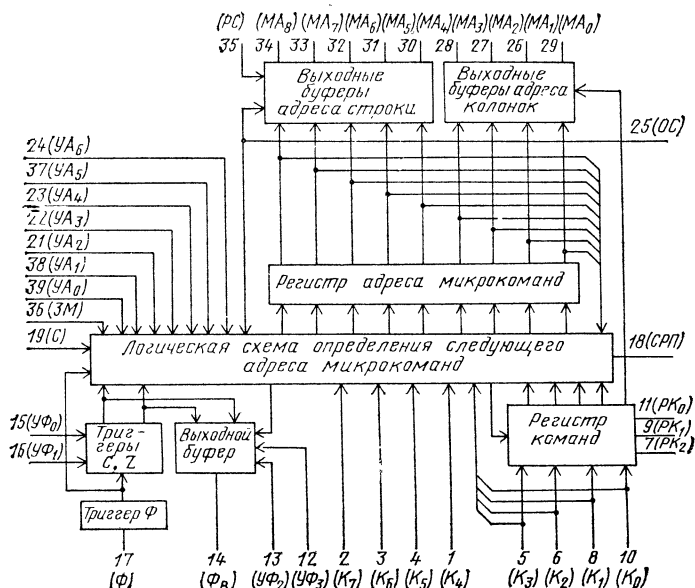 (РС) (МА₈) (МА₇) (МА₆) (МА₅) (МА₄) (МА₃) (МА₂) (МА₁) (МА₀)
35 34 33 32 31 30 28 27 26 29
Выходные
буферы
адреса строки
Выходные
буферы адреса
колонок
25(ОС)
24(УА₆)
37(УА₅)
23(УА₄)
22(УА₃)
21(УА₂)
38(УА₁)
39(УА₀)
36(ЗМ)
19(С)
Регистр адреса микрокоманд
Логическая схема определения следующего
адреса микрокоманд
18(СРП)
15(УФ₀)
16(УФ₁)
Триг-
геры
С, Z
Выходной
буфер
Регистр
команд
11(РК₀)
9(РК₁)
7(РК₂)
Триггер Ф
17 14 13 12 2 3 4 1 5 6 8 10
(Ф) (Ф_В) (УФ₂) (УФ₃) (К₇) (К₆) (К₅) (К₄) (К₃) (К₂) (К₁) (К₀)